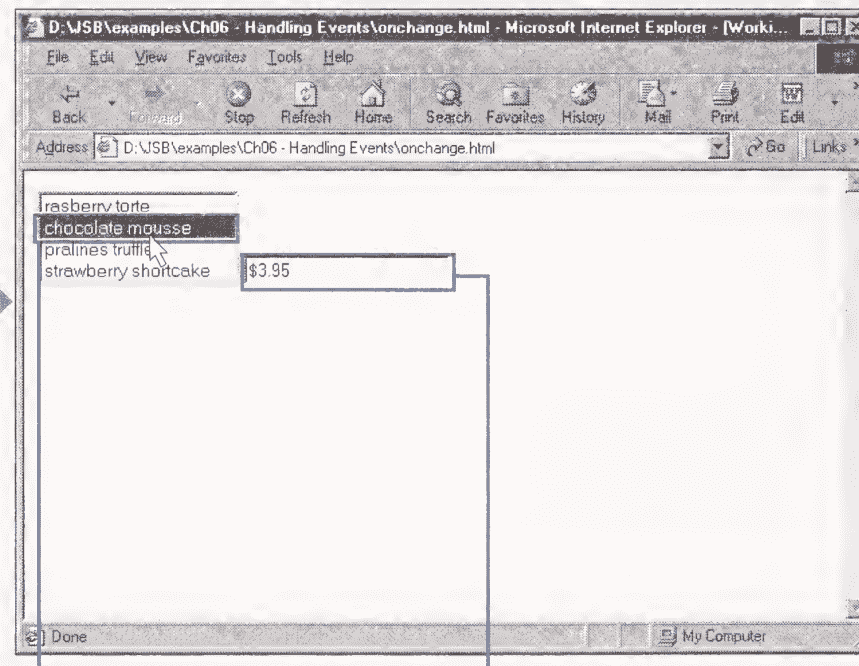 D:\JSB\examples\Ch06 - Handling Events\onchange.html - Microsoft Internet Explorer - [Worki...
File Edit View Favorites Tools Help
Back Forward Stop Refresh Home Search Favorites History Mail Print Edit
Address D:\JSB\examples\Ch06 - Handling Events\onchange.html Go Links
rasberry torte
chocolate mousse
pralines truffle
strawberry shortcake $3.95
Done My Computer